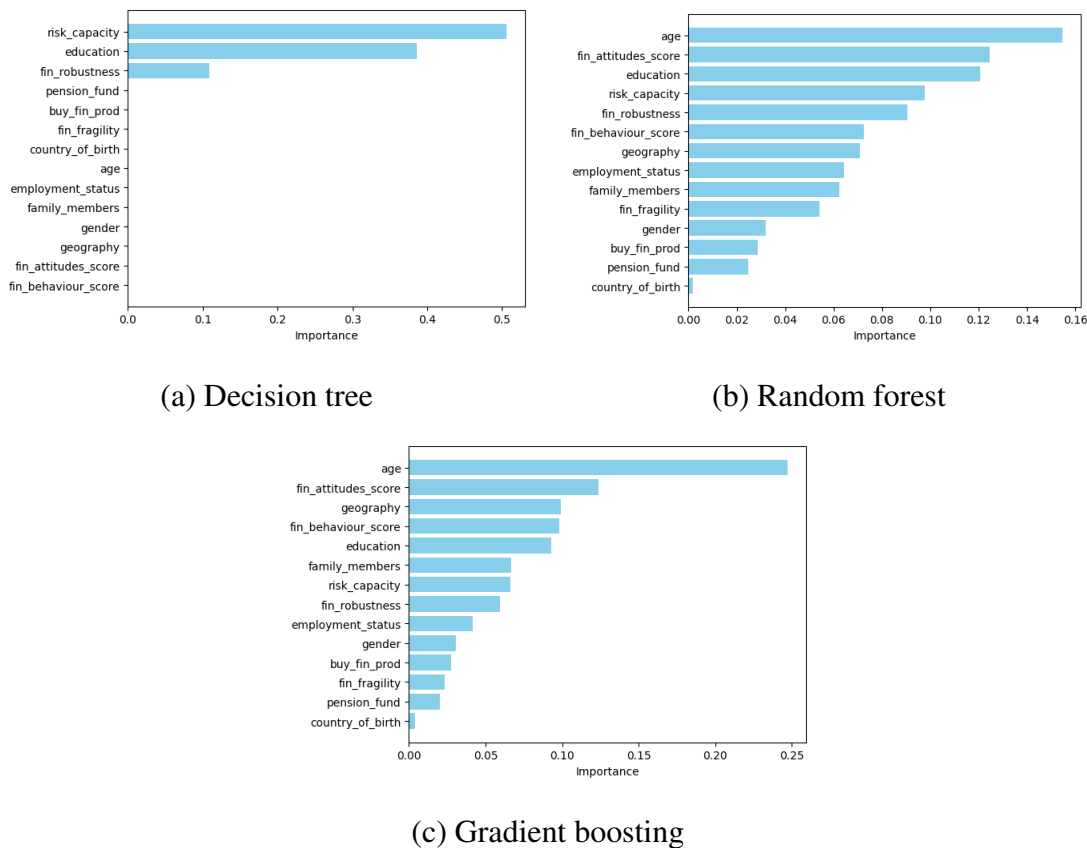 risk_capacity
education
fin_robustness
pension_fund
buy_fin_prod
fin_fragility
country_of_birth
age
employment_status
family_members
gender
geography
fin_attitudes_score
fin_behaviour_score
0.0 0.1 0.2 0.3 0.4 0.5
Importance
(a) Decision tree
age
fin_attitudes_score
education
risk_capacity
fin_robustness
fin_behaviour_score
geography
employment_status
family_members
fin_fragility
gender
buy_fin_prod
pension_fund
country_of_birth
0.00 0.02 0.04 0.06 0.08 0.10 0.12 0.14 0.16
Importance
(b) Random forest
age
fin_attitudes_score
geography
fin_behaviour_score
education
family_members
risk_capacity
fin_robustness
employment_status
gender
buy_fin_prod
fin_fragility
pension_fund
country_of_birth
0.00 0.05 0.10 0.15 0.20 0.25
Importance
(c) Gradient boosting